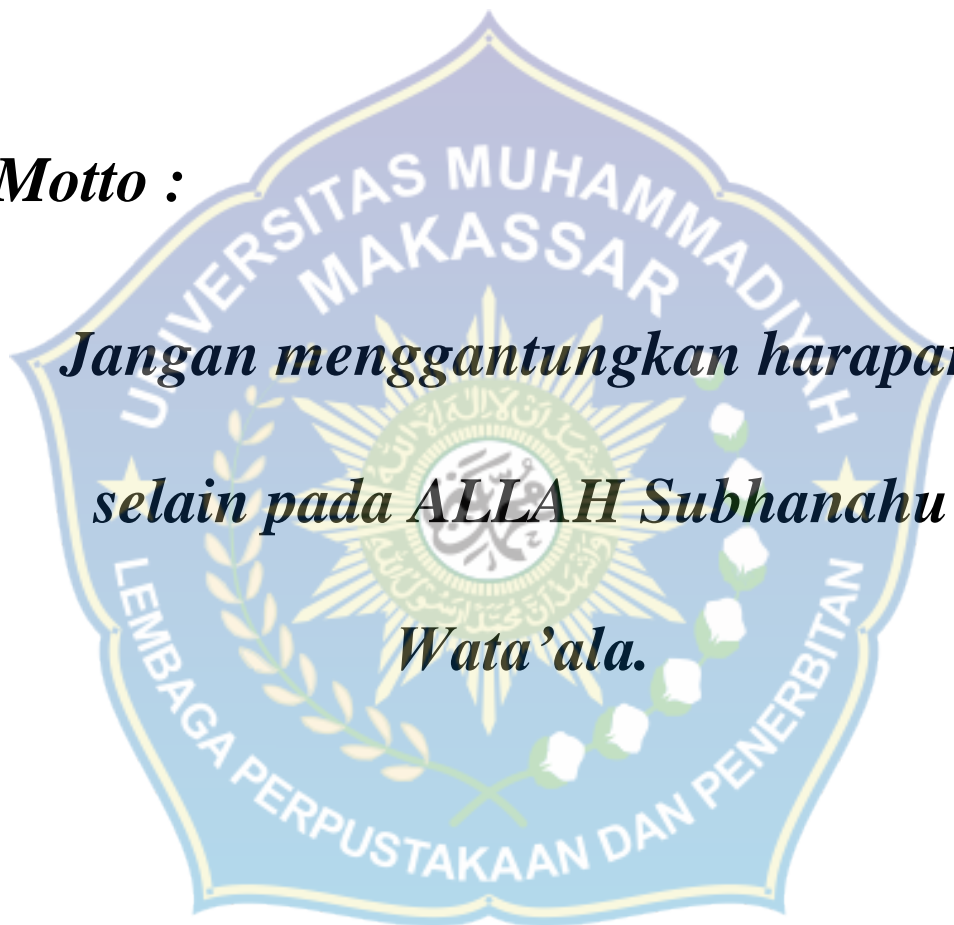 Motto :
UNIVERSITAS MUHAMMADIYAH
MAKASSAR
Jangan menggantungkan harapan
selain pada ALLAH Subhanahu
Wata’ala.
LEMBAGA PERPUSTAKAAN DAN PENERBITAN